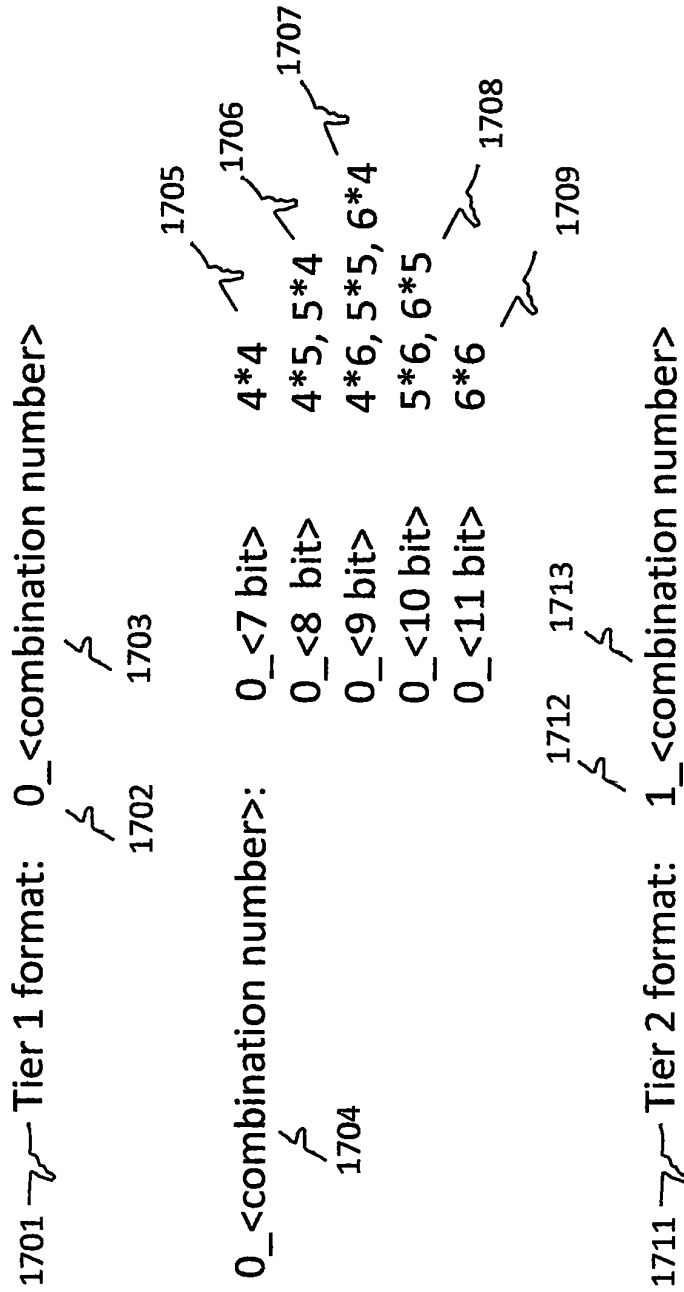 1701 Tier 1 format: 0_<combination number>
1702 1703
0_<combination number>: 0_<7 bit> 4*4 1705
0_<8 bit> 4*5, 5*4 1706
0_<9 bit> 4*6, 5*5, 6*4 1707
0_<10 bit> 5*6, 6*5 1708
0_<11 bit> 6*6 1709
1704
1712 1713
1711 Tier 2 format: 1_<combination number>